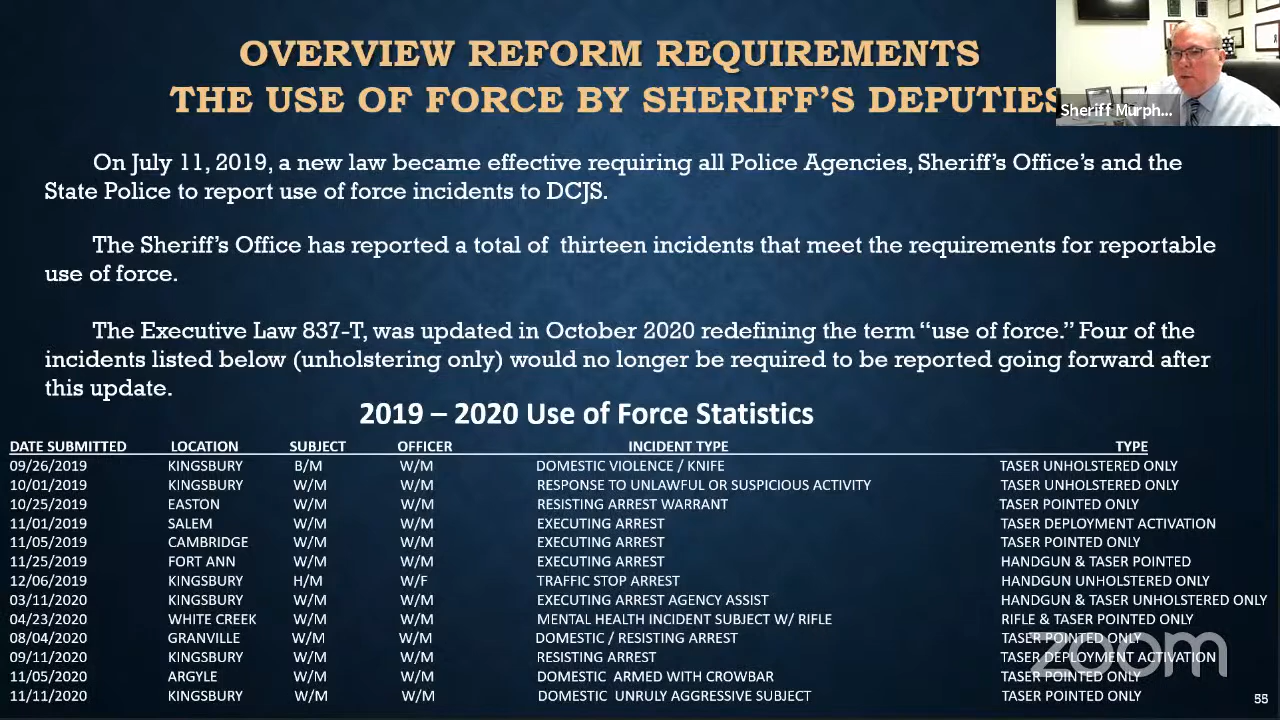 OVERVIEW REFORM REQUIREMENTS
THE USE OF FORCE BY SHERIFF'S DEPUTIES
Sheriff Murph...
On July 11, 2019, a new law became effective requiring all Police Agencies, Sheriff's Office's and the
State Police to report use of force incidents to DCJS.
The Sheriff's Office has reported a total of thirteen incidents that meet the requirements for reportable
use of force.
The Executive Law 837-T, was updated in October 2020 redefining the term "use of force." Four of the
incidents listed below (unholstering only) would no longer be required to be reported going forward after
this update.
2019 – 2020 Use of Force Statistics
DATE SUBMITTED LOCATION SUBJECT OFFICER INCIDENT TYPE TYPE
09/26/2019 KINGSBURY B/M W/M DOMESTIC VIOLENCE / KNIFE TASER UNHOLSTERED ONLY
10/01/2019 KINGSBURY W/M W/M RESPONSE TO UNLAWFUL OR SUSPICIOUS ACTIVITY TASER UNHOLSTERED ONLY
10/25/2019 EASTON W/M W/M RESISTING ARREST WARRANT TASER POINTED ONLY
11/01/2019 SALEM W/M W/M EXECUTING ARREST TASER DEPLOYMENT ACTIVATION
11/05/2019 CAMBRIDGE W/M W/M EXECUTING ARREST TASER POINTED ONLY
11/25/2019 FORT ANN W/M W/M EXECUTING ARREST HANDGUN & TASER POINTED
12/06/2019 KINGSBURY H/M W/F TRAFFIC STOP ARREST HANDGUN UNHOLSTERED ONLY
03/11/2020 KINGSBURY W/M W/M EXECUTING ARREST AGENCY ASSIST HANDGUN & TASER UNHOLSTERED ONLY
04/23/2020 WHITE CREEK W/M W/M MENTAL HEALTH INCIDENT SUBJECT W/ RIFLE RIFLE & TASER POINTED ONLY
08/04/2020 GRANVILLE W/M W/M DOMESTIC / RESISTING ARREST TASER POINTED ONLY
09/11/2020 KINGSBURY W/M W/M RESISTING ARREST TASER DEPLOYMENT ACTIVATION
11/05/2020 ARGYLE W/M W/M DOMESTIC ARMED WITH CROWBAR TASER POINTED ONLY
11/11/2020 KINGSBURY W/M W/M DOMESTIC UNRULY AGGRESSIVE SUBJECT TASER POINTED ONLY
zoom
55